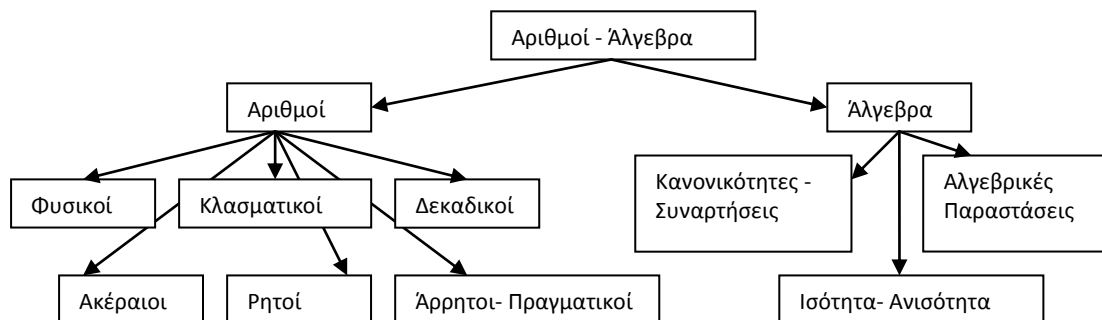 Αριθμοί - Άλγεβρα
Αριθμοί
Άλγεβρα
Φυσικοί
Κλασματικοί
Δεκαδικοί
Κανονικότητες -
Συναρτήσεις
Αλγεβρικές
Παραστάσεις
Ακέραιοι
Ρητοί
Άρρητοι- Πραγματικοί
Ισότητα- Ανισότητα